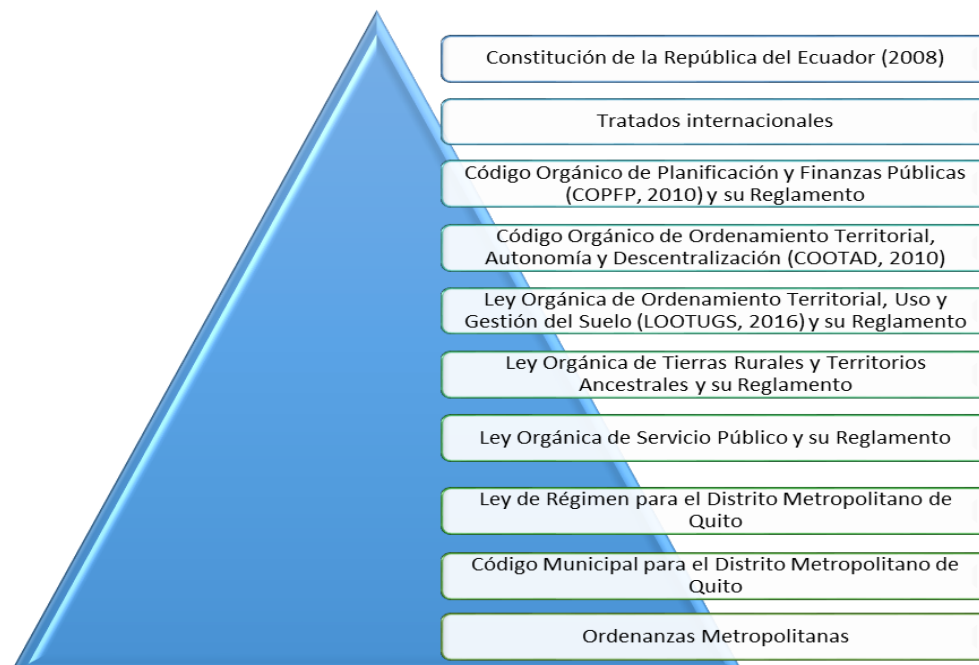 Constitución de la República del Ecuador (2008)
Tratados internacionales
Código Orgánico de Planificación y Finanzas Públicas
(COPFP, 2010) y su Reglamento
Código Orgánico de Ordenamiento Territorial,
Autonomía y Descentralización (COOTAD, 2010)
Ley Orgánica de Ordenamiento Territorial, Uso y
Gestión del Suelo (LOOTUGS, 2016) y su Reglamento
Ley Orgánica de Tierras Rurales y Territorios
Ancestrales y su Reglamento
Ley Orgánica de Servicio Público y su Reglamento
Ley de Régimen para el Distrito Metropolitano de
Quito
Código Municipal para el Distrito Metropolitano de
Quito
Ordenanzas Metropolitanas